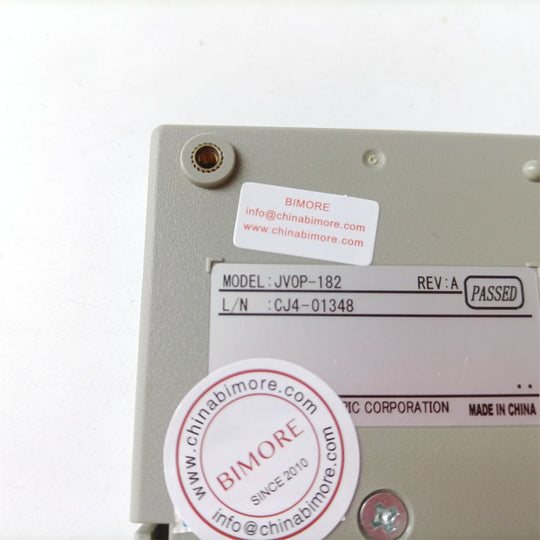 BIMORE
info@chinabimore.com
www.chinabimore.com
MODEL:JVOP-182 REV:A PASSED
L/N :CJ4-01348
CORPORATION MADE IN CHINA
www.chinabimore.com
BIMORE
SINCE 2010
info@chinabimore.com